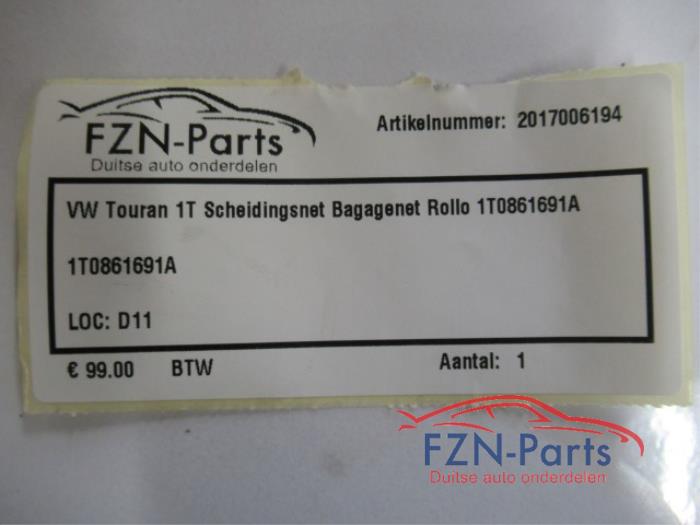 FZN-Parts
Duitse auto onderdelen
Artikelnummer: 2017006194
VW Touran 1T Scheidingsnet Bagagenet Rollo 1T0861691A
1T0861691A
LOC: D11
€ 99.00 BTW Aantal: 1
FZN-Parts
Duitse auto onderdelen